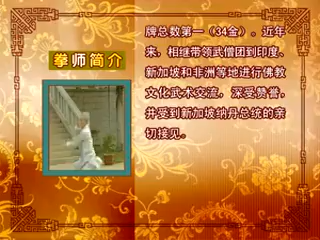 拳师简介
牌总数第一（34金）。近年
来，相继带领武僧团到印度、
新加坡和非洲等地进行佛教
文化武术交流，深受赞誉，
并受到新加坡纳丹总统的亲
切接见。